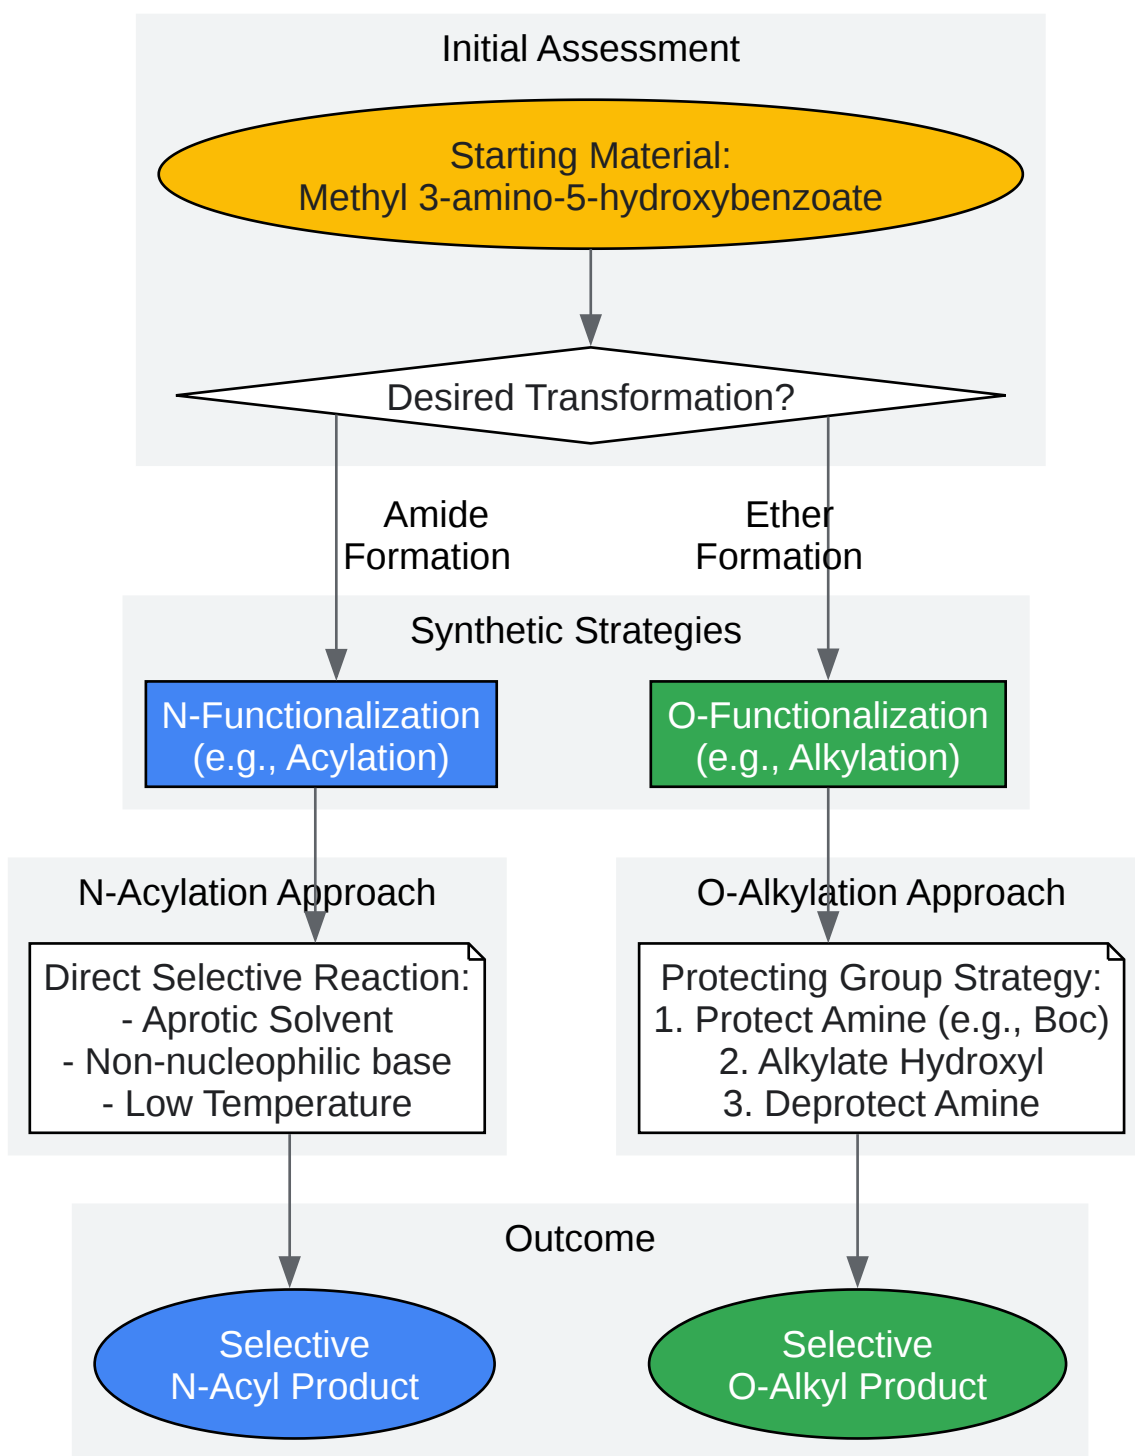 Initial Assessment
Starting Material:
Methyl 3-amino-5-hydroxybenzoate
Desired Transformation?
Amide
Formation
Ether
Formation
Synthetic Strategies
N-Functionalization
(e.g., Acylation)
O-Functionalization
(e.g., Alkylation)
N-Acylation Approach
Direct Selective Reaction:
- Aprotic Solvent
- Non-nucleophilic base
- Low Temperature
O-Alkylation Approach
Protecting Group Strategy:
1. Protect Amine (e.g., Boc)
2. Alkylate Hydroxyl
3. Deprotect Amine
Outcome
Selective
N-Acyl Product
Selective
O-Alkyl Product